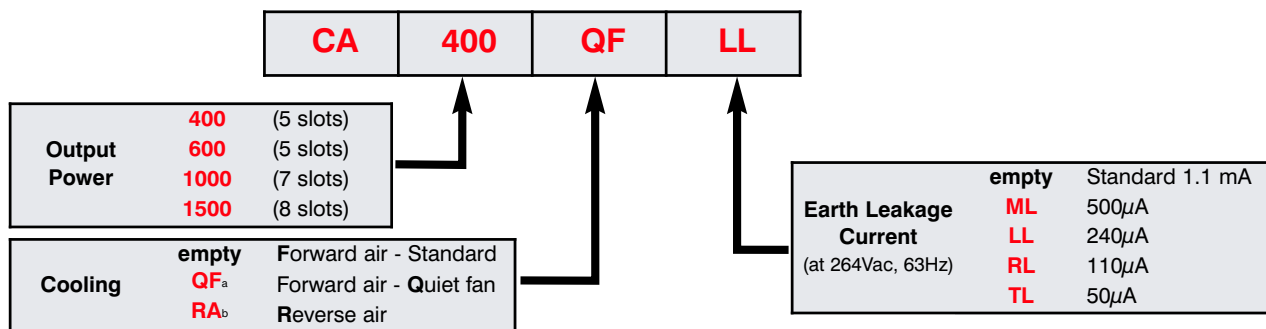 CA 400 QF LL
Output Power
400 (5 slots)
600 (5 slots)
1000 (7 slots)
1500 (8 slots)
Cooling
empty Forward air - Standard
QFa Forward air - Quiet fan
RAb Reverse air
Earth Leakage
Current
(at 264Vac, 63Hz)
empty Standard 1.1 mA
ML 500µA
LL 240µA
RL 110µA
TL 50µA